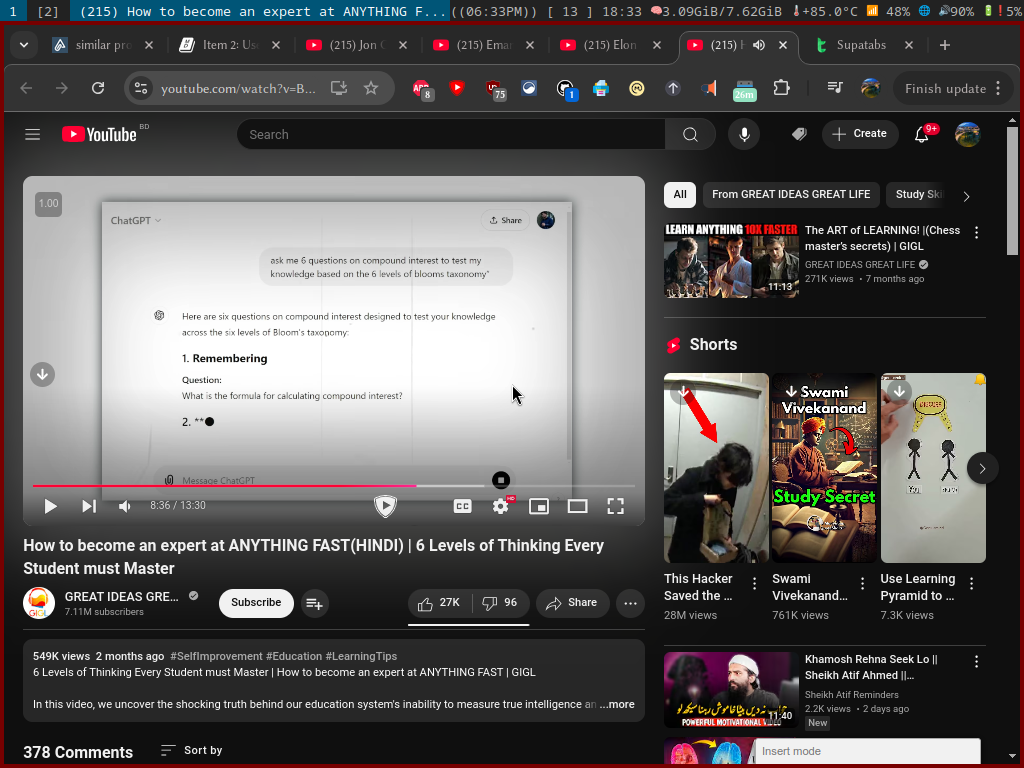 1 [2] (215) How to become an expert at ANYTHING F... ((06:33PM)) [ 13 ] 18:33 3.09GiB/7.62GiB +85.0°C 48% 90% 5%
similar pro
Item 2: Us
(215) Jon C
(215) Emai
(215) Elon
(215) H
Supatabs
youtube.com/watch?v=B...
8
75
1
26m
Finish update
YouTube BD
Search
Create
9+
1.00
ChatGPT
Share
ask me 6 questions on compound interest to test my
knowledge based on the 6 levels of blooms taxonomy"
Here are six questions on compound interest designed to test your knowledge
across the six levels of Bloom's taxonomy:
1. Remembering
Question:
What is the formula for calculating compound interest?
2. **
Message ChatGPT
8:36 / 13:30
CC
HD
How to become an expert at ANYTHING FAST(HINDI) | 6 Levels of Thinking Every
Student must Master
GIGL
GREAT IDEAS GRE...
7.11M subscribers
Subscribe
27K
96
Share
549K views 2 months ago #SelfImprovement #Education #LearningTips
6 Levels of Thinking Every Student must Master | How to become an expert at ANYTHING FAST | GIGL
In this video, we uncover the shocking truth behind our education system's inability to measure true intelligence an ...more
378 Comments
Sort by
All
From GREAT IDEAS GREAT LIFE
Study Ski
LEARN ANYTHING 10X FASTER
11:13
The ART of LEARNING! |(Chess
master's secrets) | GIGL
GREAT IDEAS GREAT LIFE
271K views • 7 months ago
Shorts
Swami
Vivekanand
Study Secret
DISCOVER
You
This Hacker
Saved the ...
28M views
Swami
Vivekanand...
761K views
Use Learning
Pyramid to ...
7.3K views
POWERFUL MOTIVATIONAL
11:40
Khamosh Rehna Seek Lo ||
Sheikh Atif Ahmed ||...
Sheikh Atif Reminders
2.2K views • 2 days ago
New
Insert mode